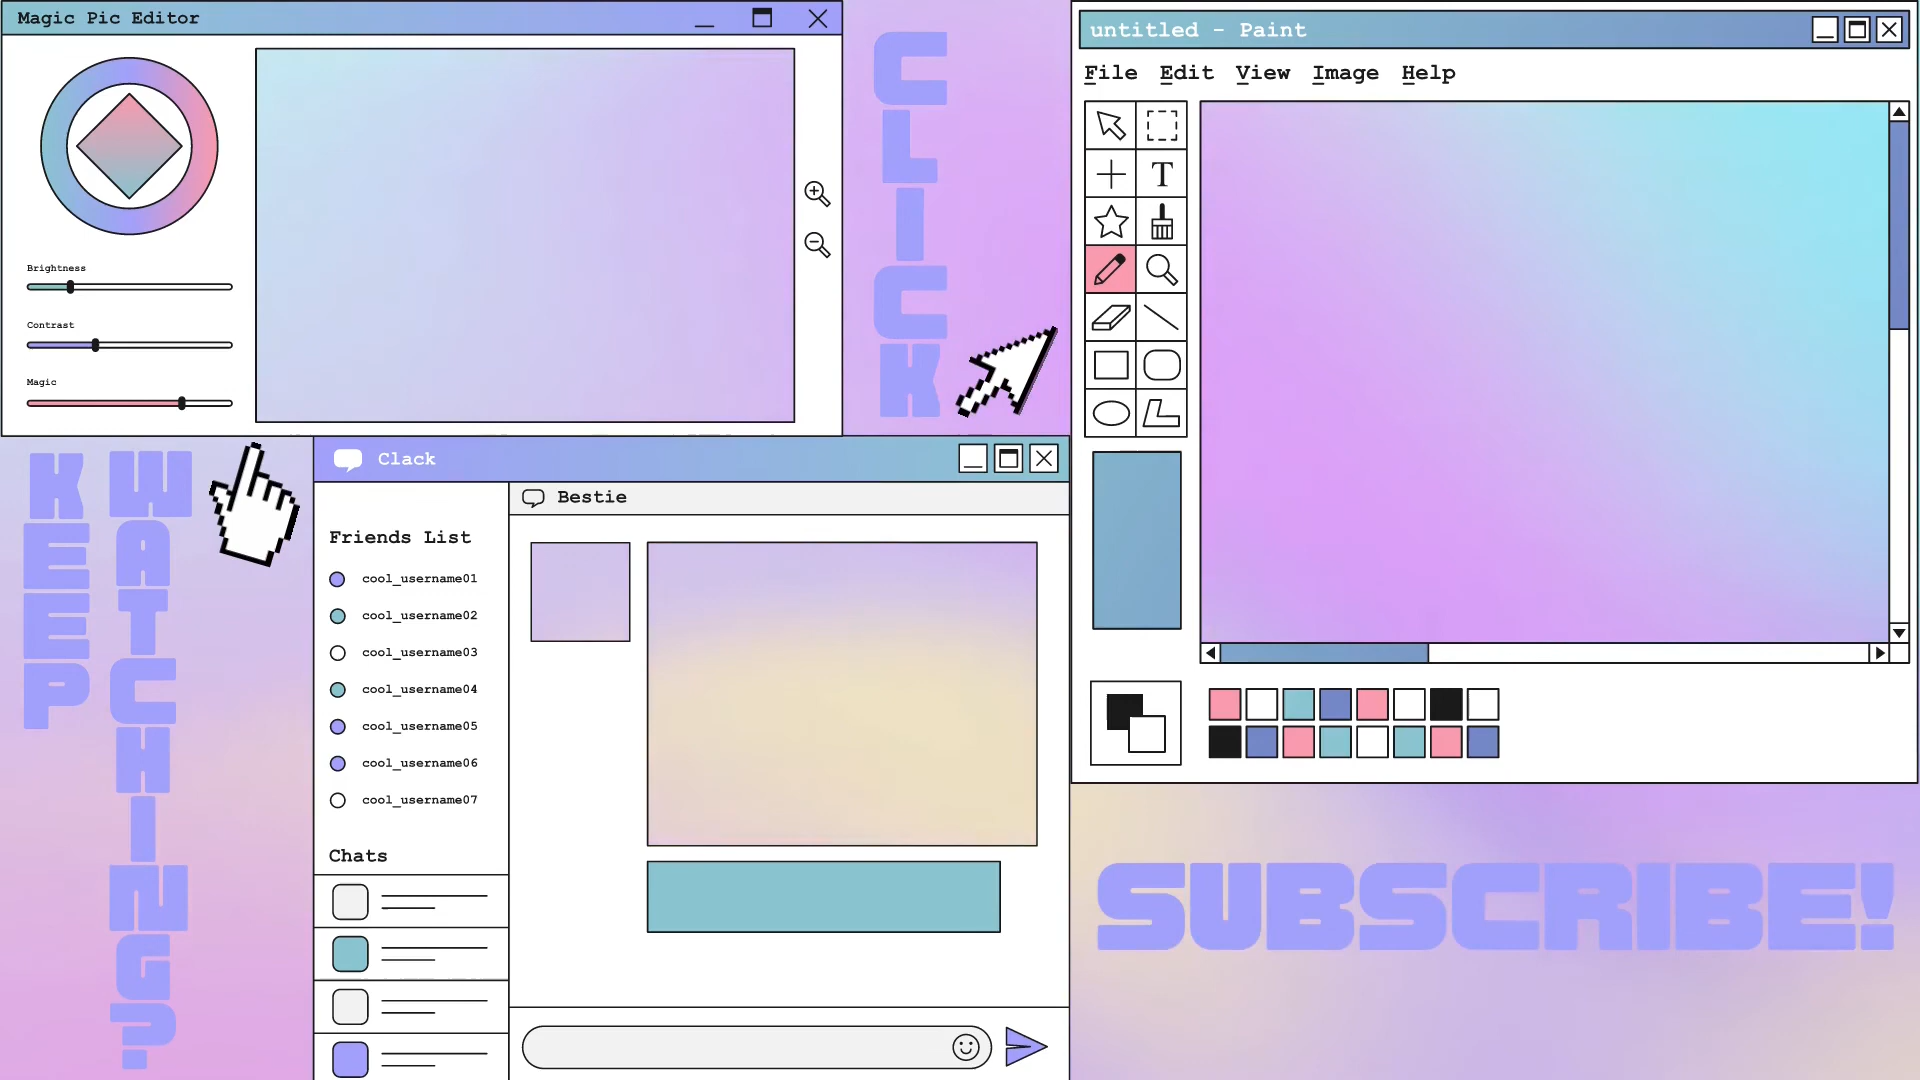 Magic Pic Editor
Brightness
Contrast
Magic
CLICK
untitled - Paint
File Edit View Image Help
T
KEEP
WATCHING?
Clack
Bestie
Friends List
cool_username01
cool_username02
cool_username03
cool_username04
cool_username05
cool_username06
cool_username07
Chats
SUBSCRIBE!